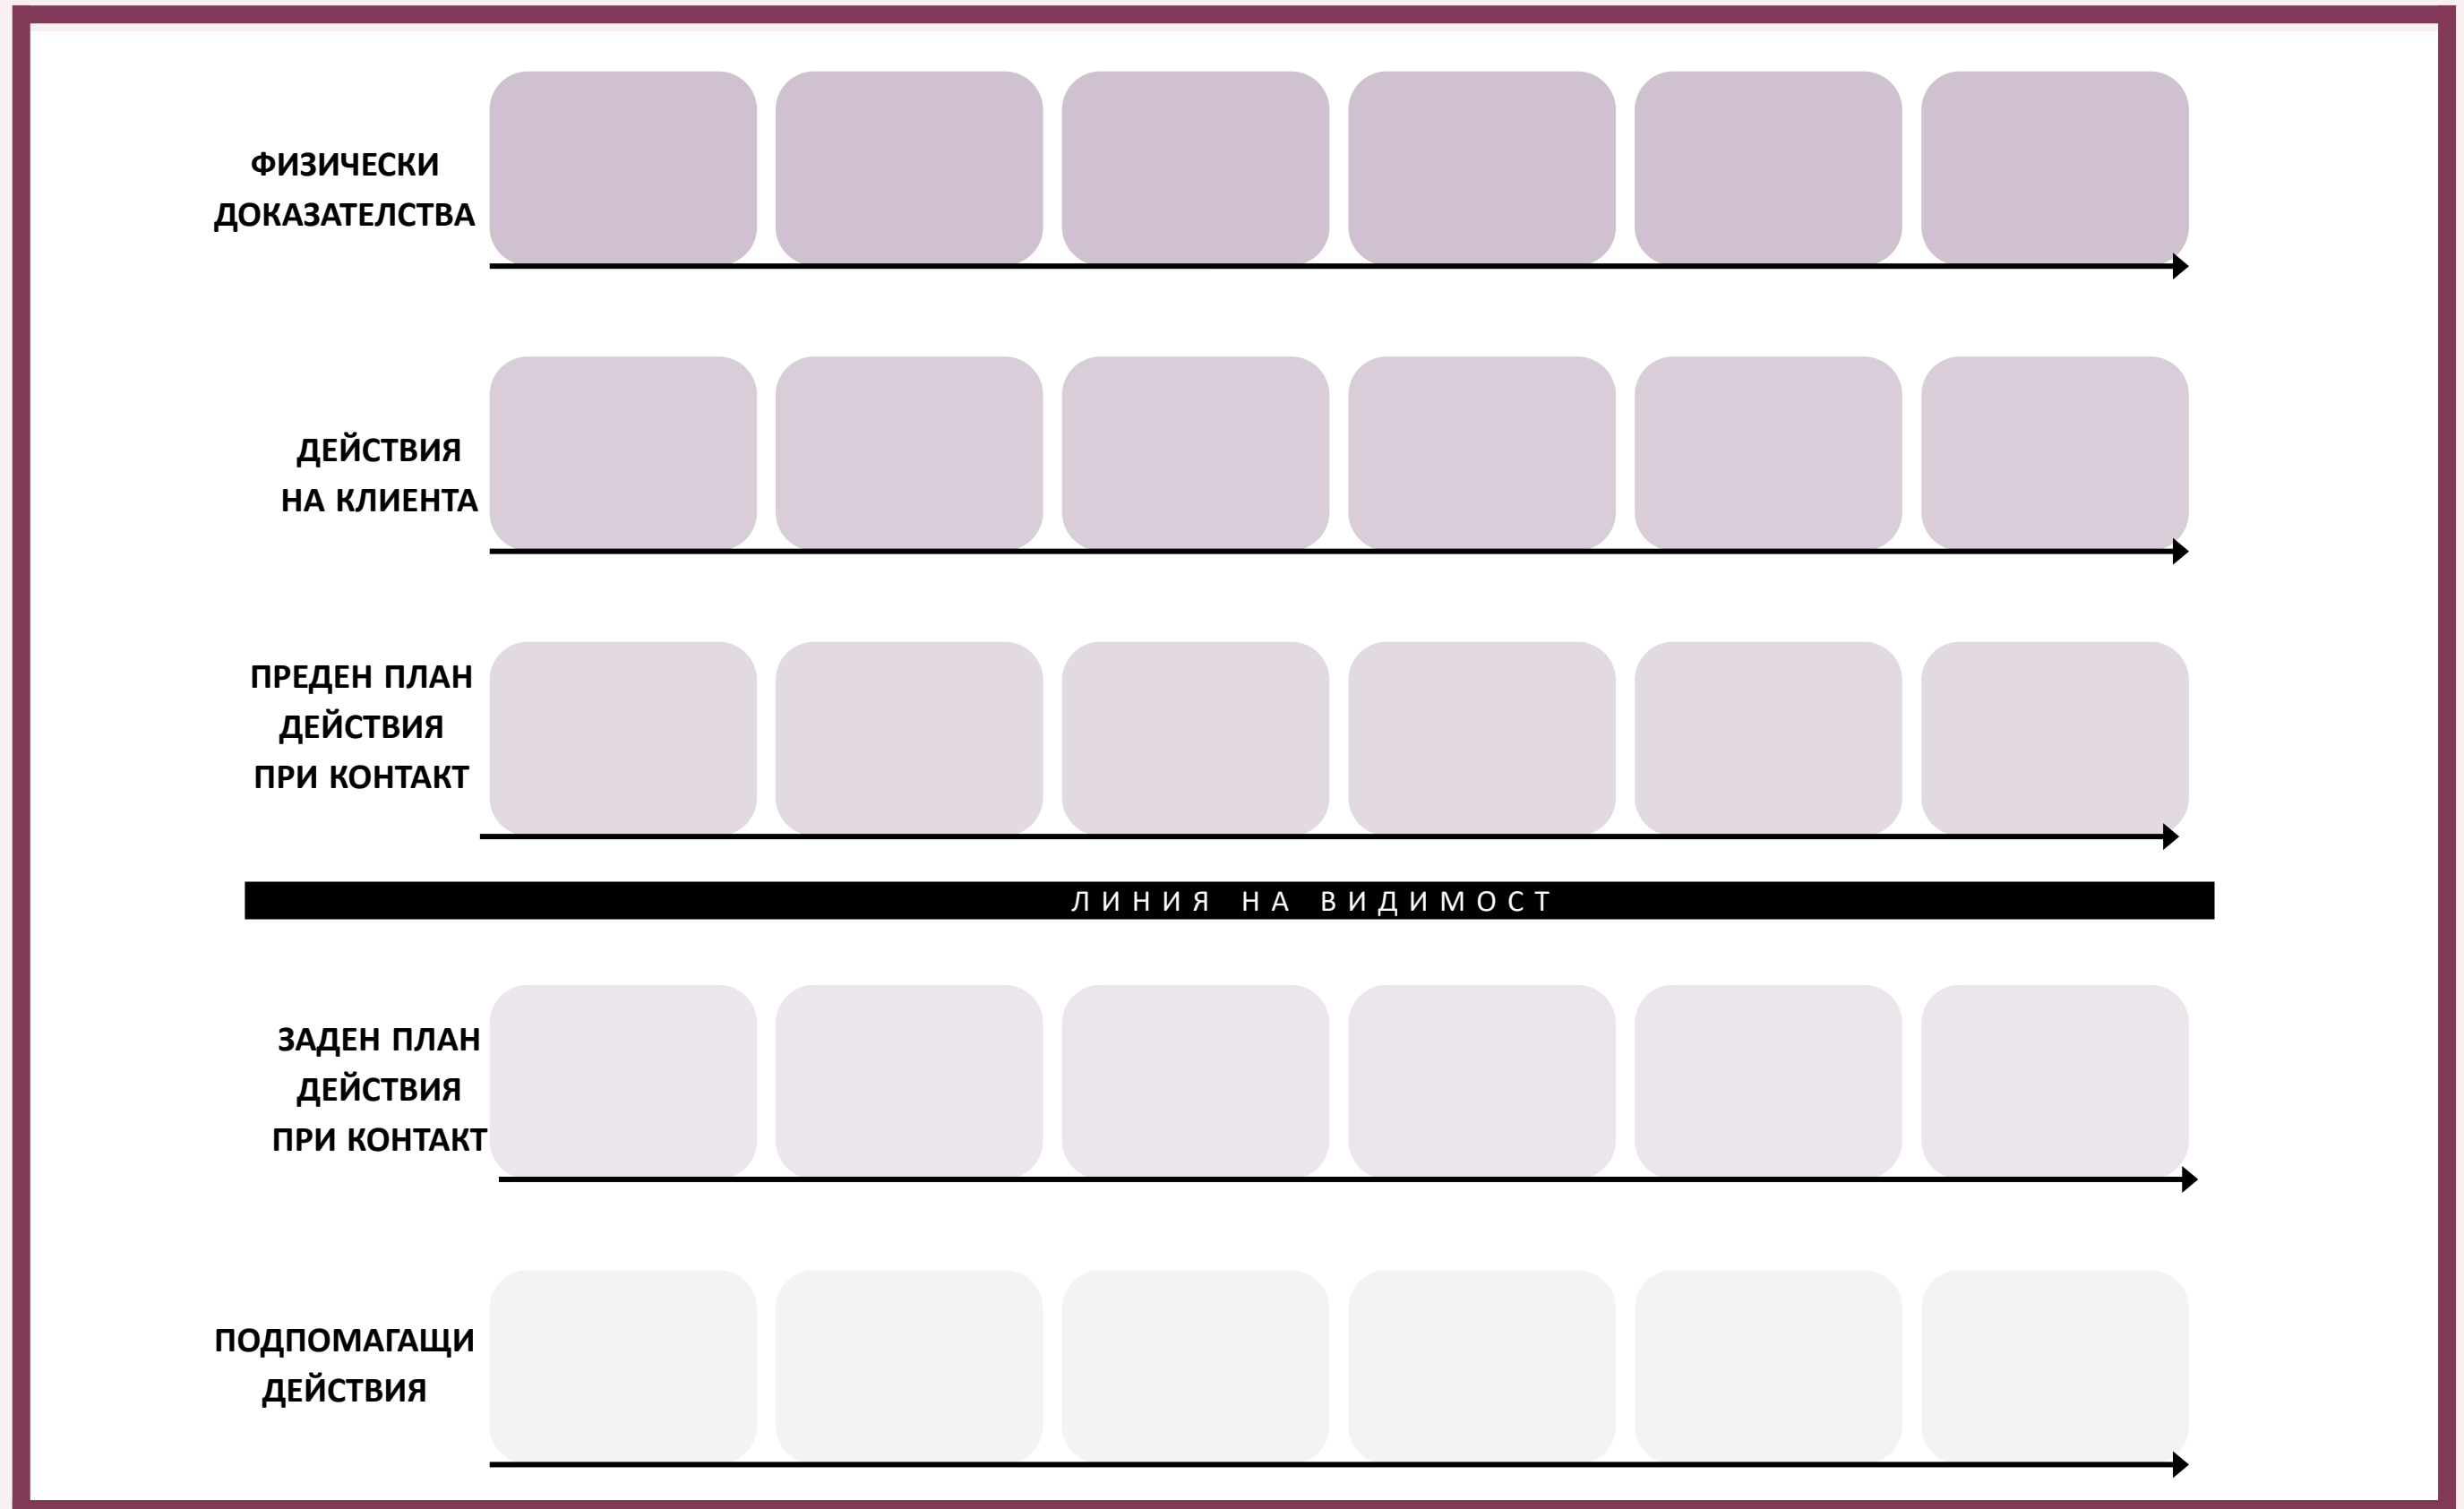 ФИЗИЧЕСКИ
ДОКАЗАТЕЛСТВА
ДЕЙСТВИЯ
НА КЛИЕНТА
ПРЕДЕН ПЛАН
ДЕЙСТВИЯ
ПРИ КОНТАКТ
ЛИНИЯ НА ВИДИМОСТ
ЗАДЕН ПЛАН
ДЕЙСТВИЯ
ПРИ КОНТАКТ
ПОДПОМАГАЩИ
ДЕЙСТВИЯ